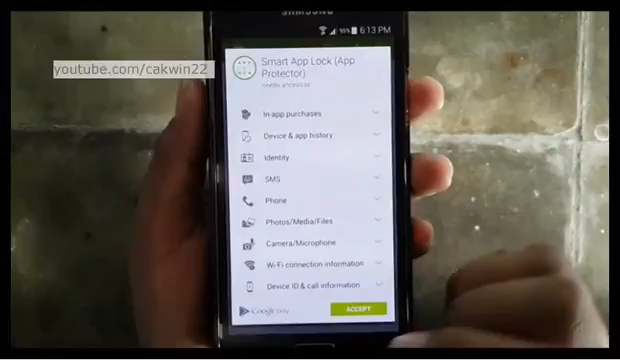 SAMSUNG
95% 6:13 PM
youtube.com/cakwin22
Smart App Lock (App
Protector)
needs access to
In-app purchases
Device & app history
Identity
SMS
Phone
Photos/Media/Files
Camera/Microphone
Wi-Fi connection information
Device ID & call information
Google play
ACCEPT